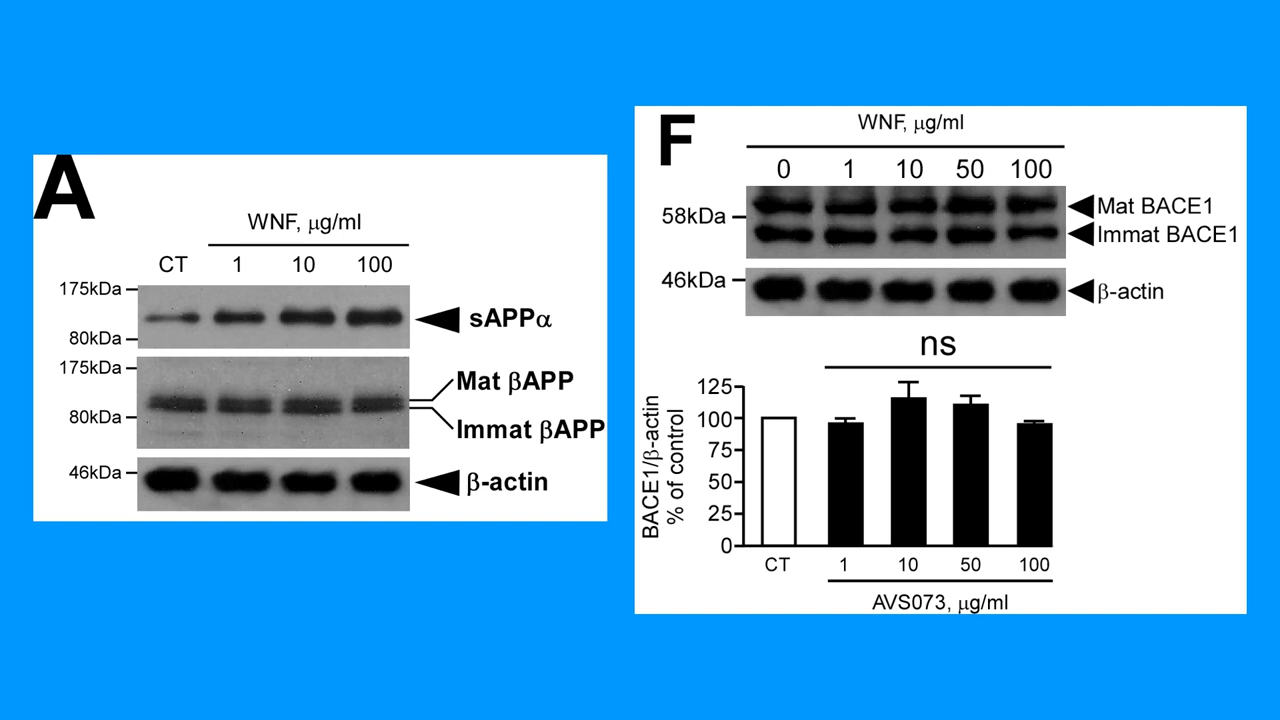 A
WNF, μg/ml
CT 1 10 100
175kDa
80kDa
sAPPα
175kDa
80kDa
Mat βAPP
Immat βAPP
46kDa
β-actin
F
WNF, μg/ml
0 1 10 50 100
58kDa
Mat BACE1
Immat BACE1
46kDa
β-actin
ns
BACE1/β-actin
% of control
125
100
75
50
25
0
CT 1 10 50 100
AVS073, μg/ml